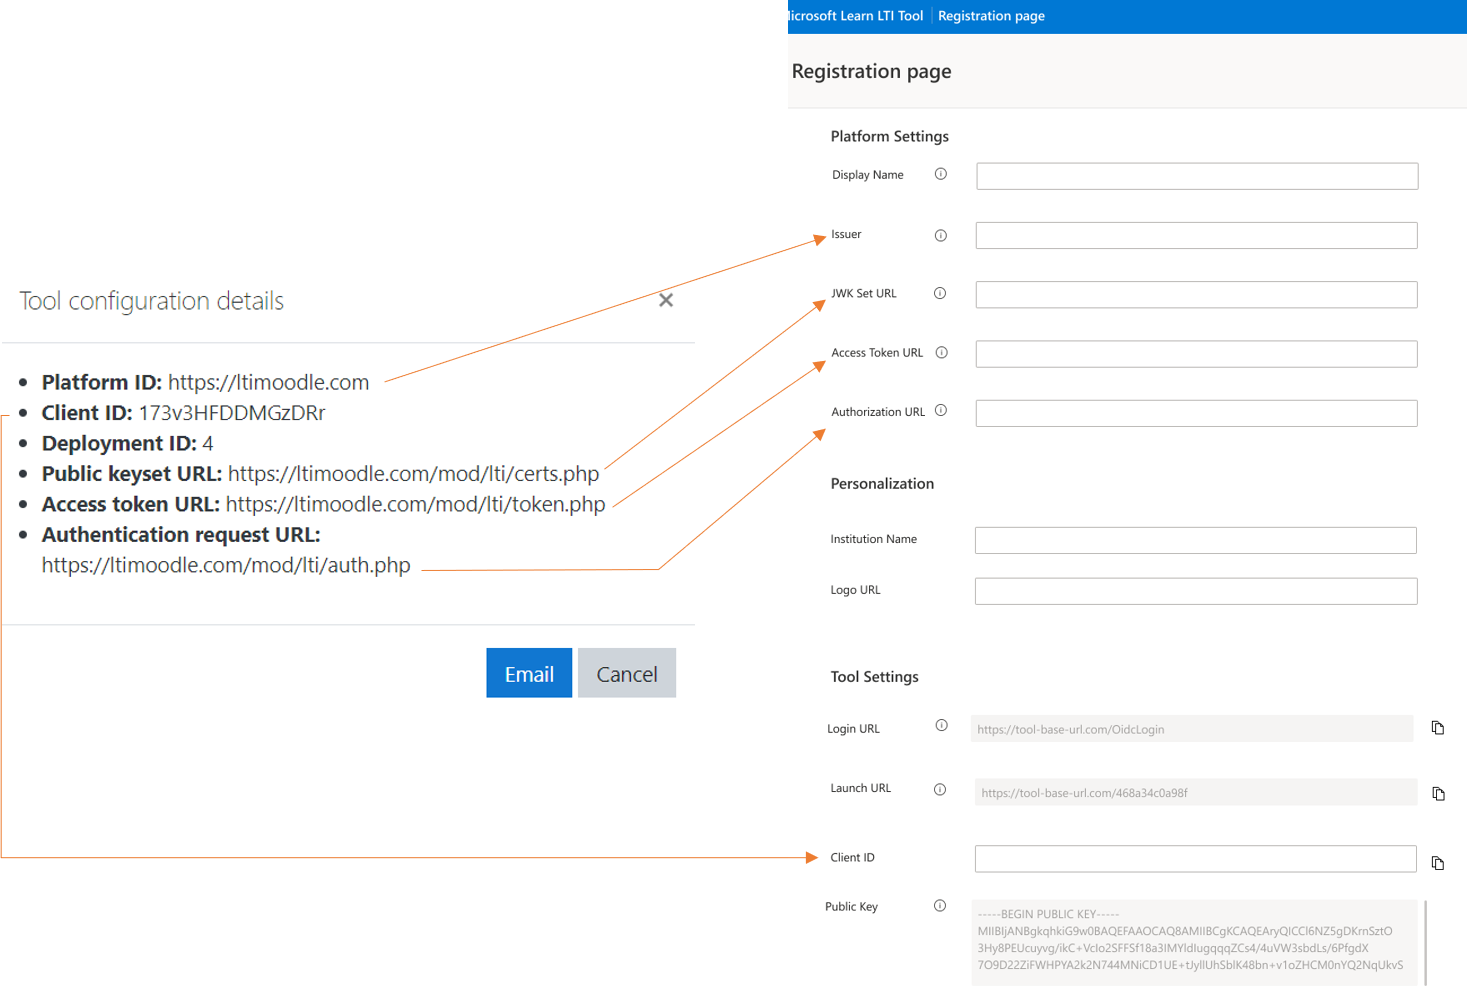 Microsoft Learn LTI Tool | Registration page
Registration page
Platform Settings
Display Name
Issuer
JWK Set URL
Access Token URL
Authorization URL
Personalization
Institution Name
Logo URL
Tool Settings
Login URL
https://tool-base-url.com/OidcLogin
Launch URL
https://tool-base-url.com/468a34c0a98f
Client ID
Public Key
-----BEGIN PUBLIC KEY-----
MIIBIjANBgkqhkiG9w0BAQEFAAOCAQ8AMIIBCgKCAQEAryQICCl6NZ5gDKrnSztO
3Hy8PEUcuyvg/ikC+VcIo2SFFSf18a3IMYldIugqqqZCs4/4uVW3sbdLs/6PfgdX
7O9D22ZiFWHPYA2k2N744MNiCD1UE+tJyllUhSblK48bn+v1oZHCM0nYQ2NqUkvS
Tool configuration details
Platform ID: https://ltimoodle.com
Client ID: 173v3HFDDMGzDRr
Deployment ID: 4
Public keyset URL: https://ltimoodle.com/mod/lti/certs.php
Access token URL: https://ltimoodle.com/mod/lti/token.php
Authentication request URL:
https://ltimoodle.com/mod/lti/auth.php
Email
Cancel